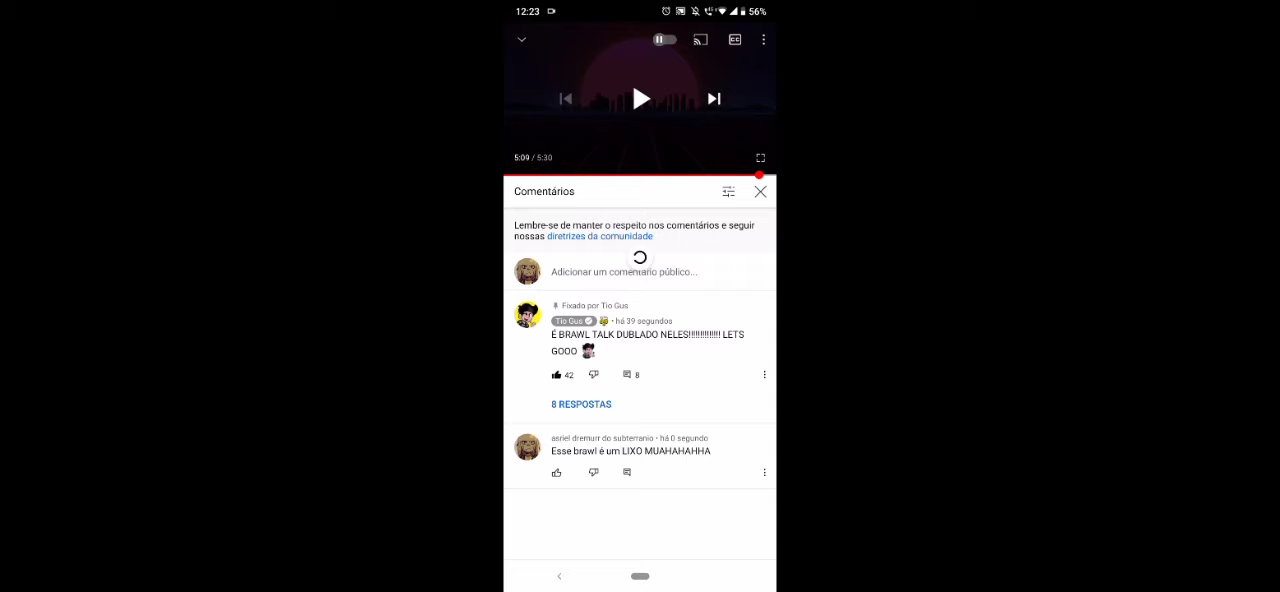 12:23 56%
5:09 / 5:30
Comentários
Lembre-se de manter o respeito nos comentários e seguir
nossas diretrizes da comunidade
Adicionar um comentário público...
Fixado por Tio Gus
Tio Gus • há 39 segundos
É BRAWL TALK DUBLADO NELES!!!!!!!!!!!!!! LETS
GOOO
42 8
8 RESPOSTAS
asriel dremurr do subterranio • há 0 segundo
Esse brawl é um LIXO MUAHAHAHHA